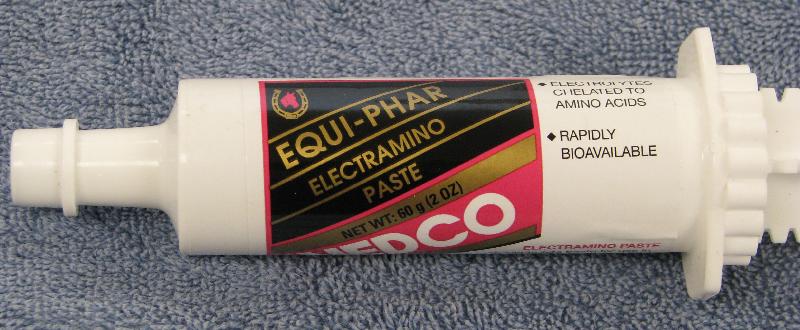 EQUI-PHAR
ELECTRAMINO
PASTE
NET WT: 60 g (2 OZ)
ELECTROLYTES
CHELATED TO
AMINO ACIDS
RAPIDLY
BIOAVAILABLE
ELECTRAMINO PASTE